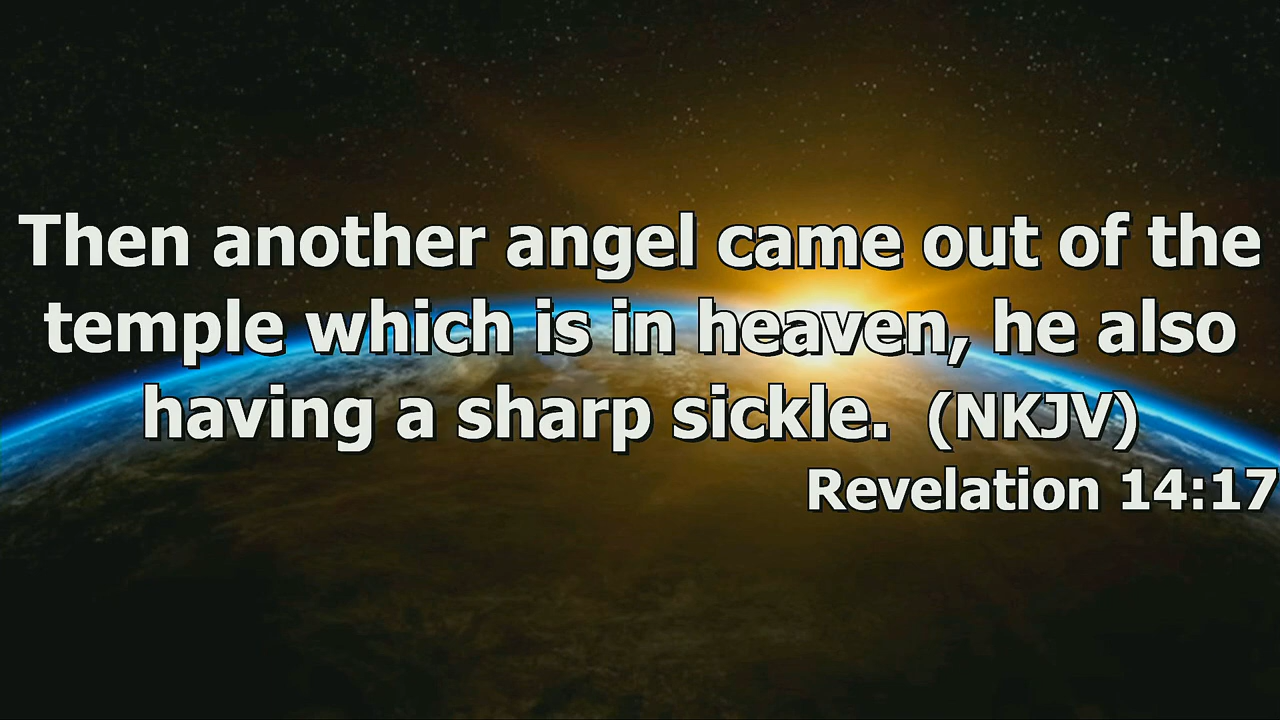 Then another angel came out of the
temple which is in heaven, he also
having a sharp sickle. (NKJV)
Revelation 14:17